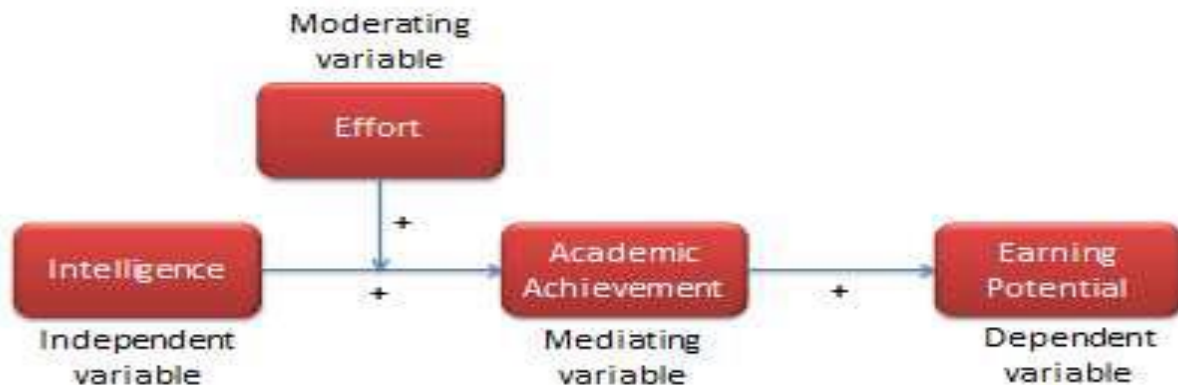 Moderating
variable
Effort
+
Intelligence
+
Academic
Achievement
+
Earning
Potential
Independent
variable
Mediating
variable
Dependent
variable